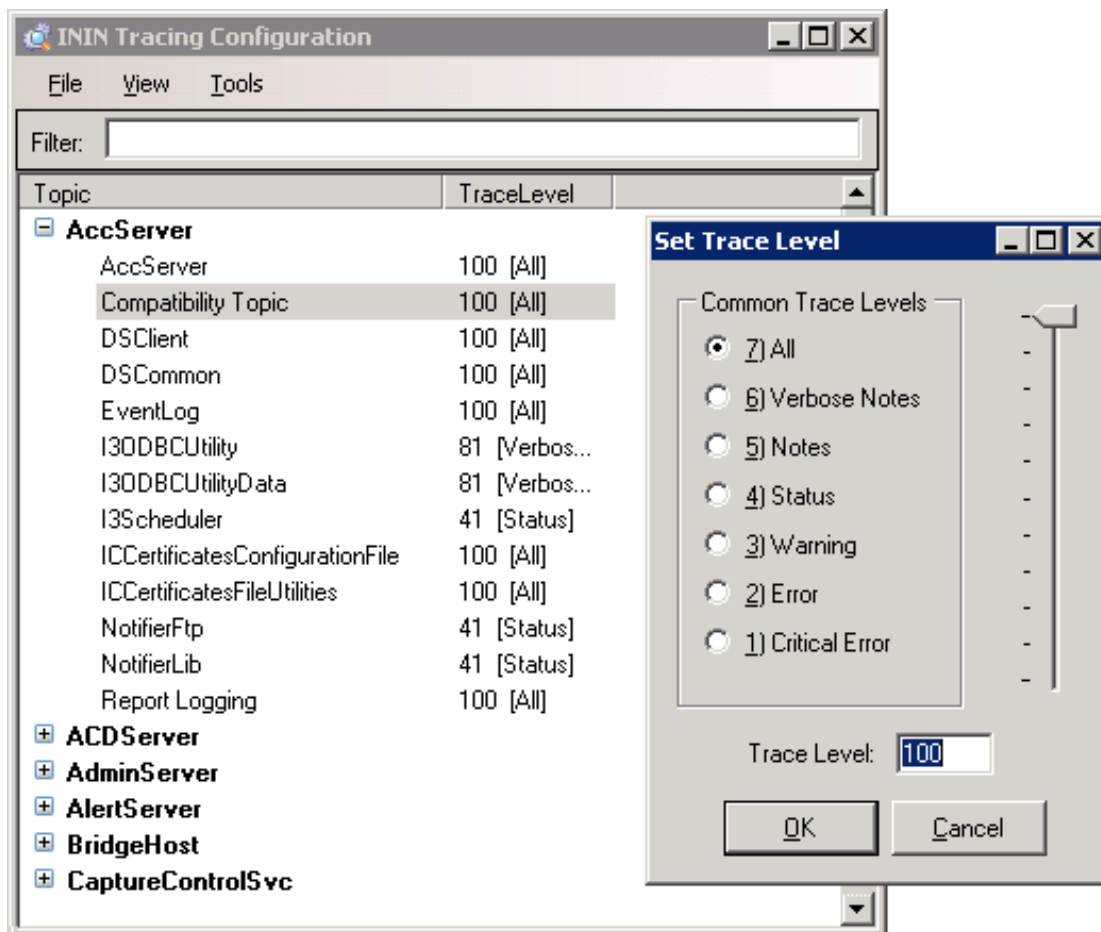 ININ Tracing Configuration
File View Tools
Filter:
Topic TraceLevel
AccServer
AccServer 100 [All]
Compatibility Topic 100 [All]
DSClient 100 [All]
DSCommon 100 [All]
EventLog 100 [All]
I3ODBCUtility 81 [Verbos...
I3ODBCUtilityData 81 [Verbos...
I3Scheduler 41 [Status]
ICCertificatesConfigurationFile 100 [All]
ICCertificatesFileUtilities 100 [All]
NotifierFtp 41 [Status]
NotifierLib 41 [Status]
Report Logging 100 [All]
ACDServer
AdminServer
AlertServer
BridgeHost
CaptureControlSvc
Set Trace Level
Common Trace Levels
7) All
6) Verbose Notes
5) Notes
4) Status
3) Warning
2) Error
1) Critical Error
Trace Level: 100
OK Cancel